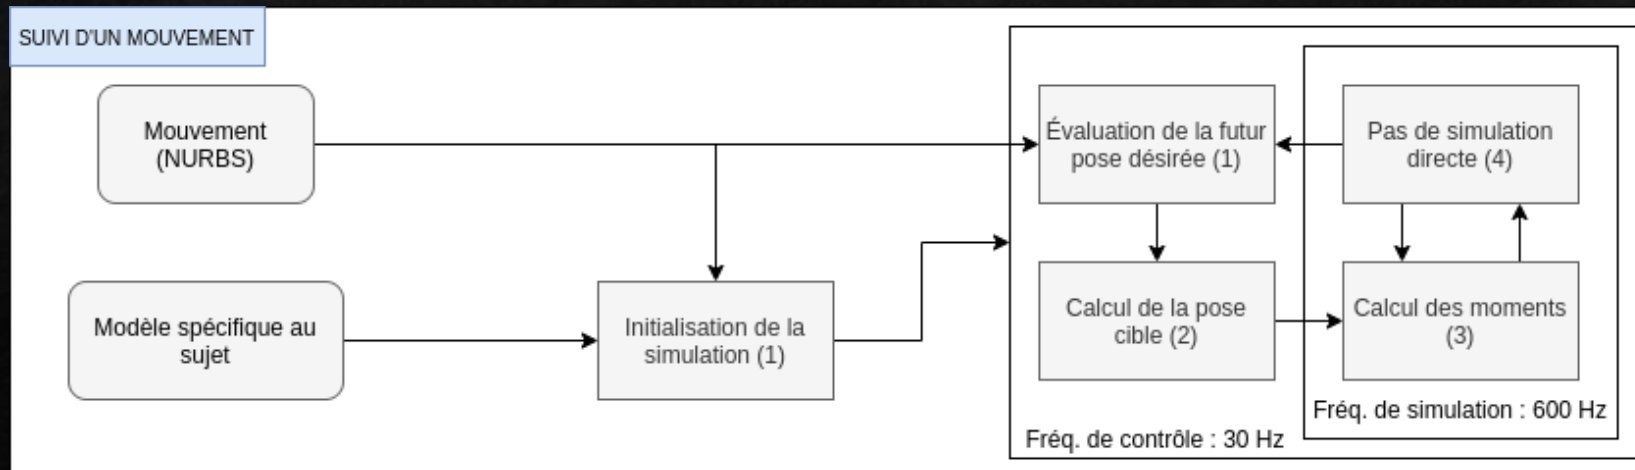 SUIVI D'UN MOUVEMENT
Mouvement
(NURBS)
Évaluation de la futur
pose désirée (1)
Pas de simulation
directe (4)
Modèle spécifique au
sujet
Initialisation de la
simulation (1)
Calcul de la pose
cible (2)
Calcul des moments
(3)
Fréq. de simulation : 600 Hz
Fréq. de contrôle : 30 Hz